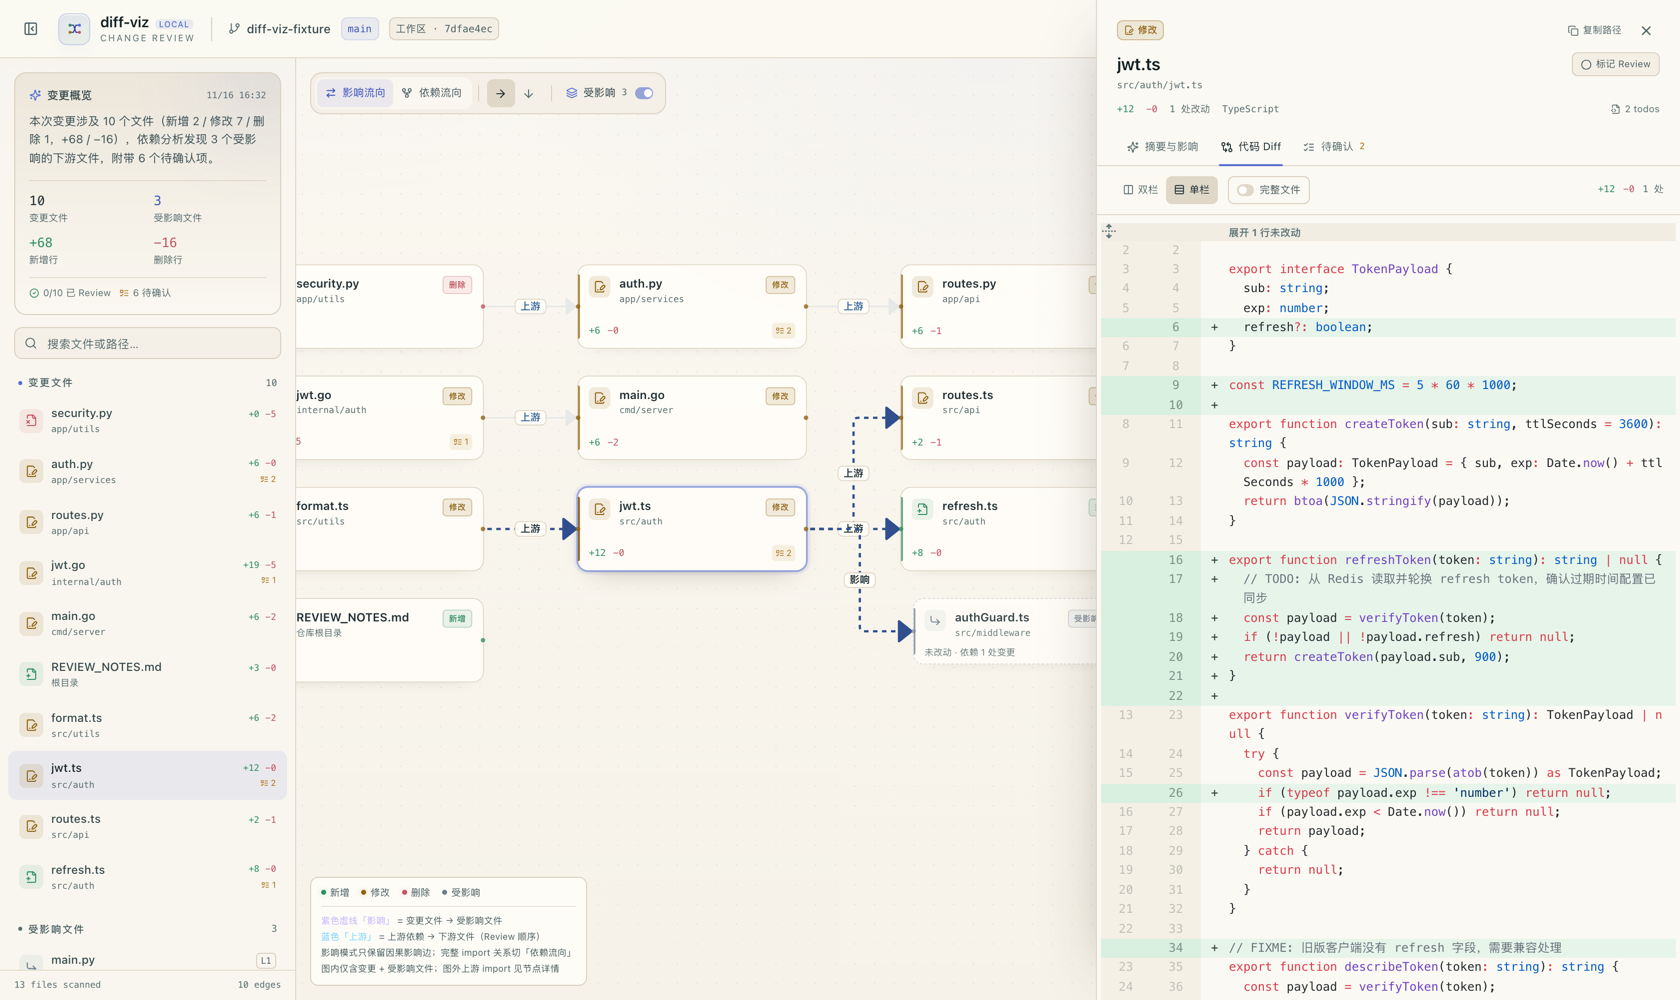 diff-viz LOCAL
CHANGE REVIEW
diff-viz-fixture
main
工作区 · 7dfae4ec
变更概览
11/16 16:32
本次变更涉及 10 个文件（新增 2 / 修改 7 / 删
除 1，+68 / −16），依赖分析发现 3 个受影
响的下游文件，附带 6 个待确认项。
10
变更文件
3
受影响文件
+68
新增行
−16
删除行
0/10 已 Review
6 待确认
搜索文件或路径...
变更文件
10
security.py
+0 −5
app/utils
auth.py
+6 −0
app/services
2
routes.py
+6 −1
app/api
jwt.go
+19 −5
internal/auth
1
main.go
+6 −2
cmd/server
REVIEW_NOTES.md
+3 −0
根目录
format.ts
+6 −2
src/utils
jwt.ts
+12 −0
src/auth
2
routes.ts
+2 −1
src/api
refresh.ts
+8 −0
src/auth
1
受影响文件
3
main.py
L1
13 files scanned
10 edges
影响流向
依赖流向
受影响 3
security.py
删除
app/utils
上游
auth.py
修改
app/services
+6 −0
2
上游
routes.py
app/api
+6 −1
jwt.go
修改
internal/auth
5
1
上游
main.go
修改
cmd/server
+6 −2
routes.ts
src/api
+2 −1
上游
format.ts
修改
src/utils
上游
jwt.ts
修改
src/auth
+12 −0
2
上游
refresh.ts
src/auth
+8 −0
影响
REVIEW_NOTES.md
新增
仓库根目录
authGuard.ts
受影
src/middleware
未改动 · 依赖 1 处变更
新增
修改
删除
受影响
紫色虚线「影响」 = 变更文件 → 受影响文件
蓝色「上游」 = 上游依赖 → 下游文件（Review 顺序）
影响模式只保留因果影响边；完整 import 关系切「依赖流向」
图内仅含变更 + 受影响文件；图外上游 import 见节点详情
修改
复制路径
jwt.ts
标记 Review
src/auth/jwt.ts
+12 −0 1 处改动 TypeScript
2 todos
摘要与影响
代码 Diff
待确认 2
双栏
单栏
完整文件
+12 −0 1 处
展开 1 行未改动
2 2
3 3 export interface TokenPayload {
4 4 sub: string;
5 5 exp: number;
6 + refresh?: boolean;
6 7 }
7 8
9 + const REFRESH_WINDOW_MS = 5 * 60 * 1000;
10 +
8 11 export function createToken(sub: string, ttlSeconds = 3600):
string {
9 12 const payload: TokenPayload = { sub, exp: Date.now() + ttl
Seconds * 1000 };
10 13 return btoa(JSON.stringify(payload));
11 14 }
12 15
16 + export function refreshToken(token: string): string | null {
17 + // TODO: 从 Redis 读取并轮换 refresh token，确认过期时间配置已
同步
18 + const payload = verifyToken(token);
19 + if (!payload || !payload.refresh) return null;
20 + return createToken(payload.sub, 900);
21 + }
22 +
13 23 export function verifyToken(token: string): TokenPayload | n
ull {
14 24 try {
15 25 const payload = JSON.parse(atob(token)) as TokenPayload;
26 + if (typeof payload.exp !== 'number') return null;
16 27 if (payload.exp < Date.now()) return null;
17 28 return payload;
18 29 } catch {
19 30 return null;
20 31 }
21 32 }
22 33
34 + // FIXME: 旧版客户端没有 refresh 字段，需要兼容处理
23 35 export function describeToken(token: string): string {
24 36 const payload = verifyToken(token);